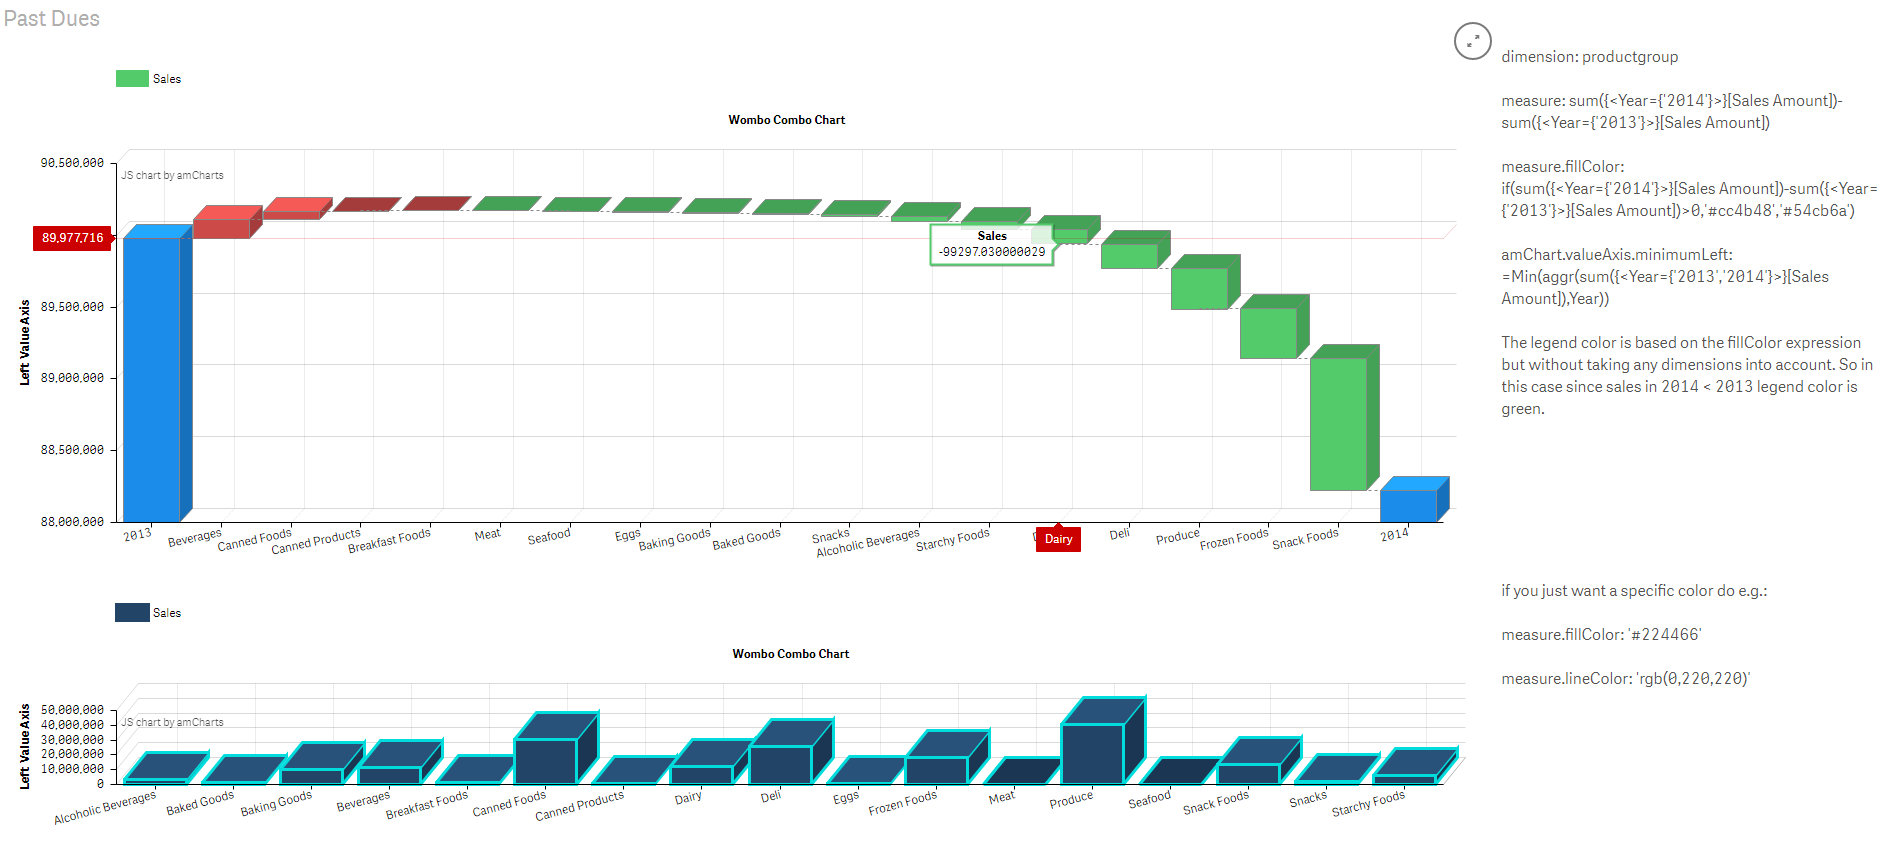 Past Dues
Sales
Wombo Combo Chart
JS chart by amCharts
90,500,000
89,977,716
89,500,000
89,000,000
88,500,000
88,000,000
Left Value Axis
Sales
-99297.030000000029
2013
Beverages
Canned Foods
Canned Products
Breakfast Foods
Meat
Seafood
Eggs
Baking Goods
Baked Goods
Snacks
Alcoholic Beverages
Starchy Foods
Dairy
Deli
Produce
Frozen Foods
Snack Foods
2014
dimension: productgroup
measure: sum({<Year={'2014'}>}[Sales Amount])-
sum({<Year={'2013'}>}[Sales Amount])
measure.fillColor:
if(sum({<Year={'2014'}>}[Sales Amount])-sum({<Year=
{'2013'}>}[Sales Amount])>0,'#cc4b48','#54cb6a')
amChart.valueAxis.minimumLeft:
=Min(aggr(sum({<Year={'2013','2014'}>}[Sales
Amount]),Year))
The legend color is based on the fillColor expression
but without taking any dimensions into account. So in
this case since sales in 2014 < 2013 legend color is
green.
Sales
Wombo Combo Chart
JS chart by amCharts
50,000,000
40,000,000
30,000,000
20,000,000
10,000,000
0
Left Value Axis
Alcoholic Beverages
Baked Goods
Baking Goods
Beverages
Breakfast Foods
Canned Foods
Canned Products
Dairy
Deli
Eggs
Frozen Foods
Meat
Produce
Seafood
Snack Foods
Snacks
Starchy Foods
if you just want a specific color do e.g.:
measure.fillColor: '#224466'
measure.lineColor: 'rgb(0,220,220)'